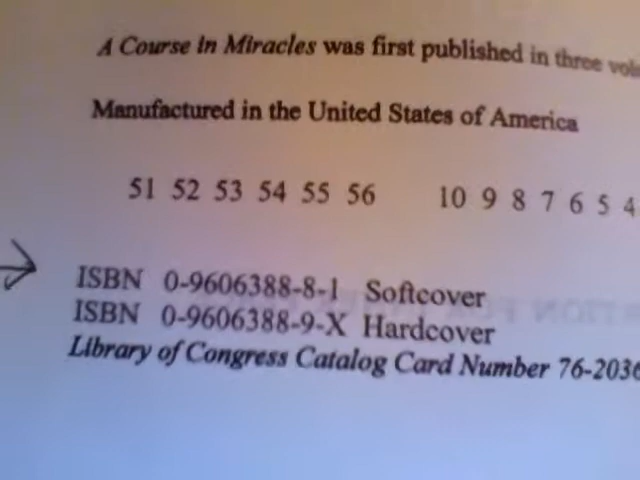 A Course in Miracles was first published in three
Manufactured in the United States of America
51 52 53 54 55 56 10 9 8 7 6 5 4
ISBN 0-9606388-8-1 Softcover
ISBN 0-9606388-9-X Hardcover
Library of Congress Catalog Card Number 76-2036